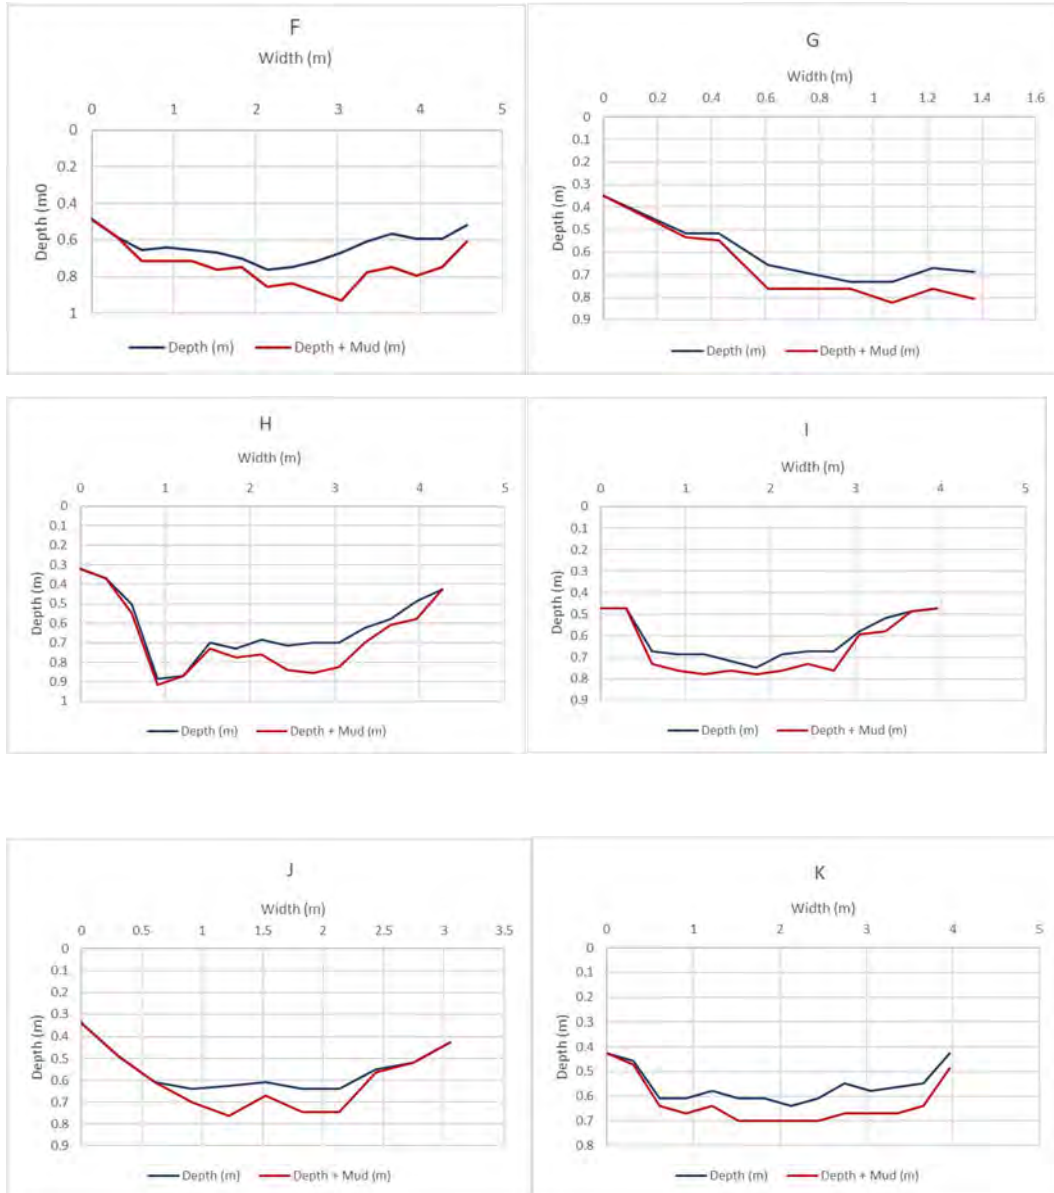 F
Width (m)
0 1 2 3 4 5
0
0.2
0.4
0.6
0.8
1
Depth (m0
Depth (m) Depth + Mud (m)
G
Width (m)
0 0.2 0.4 0.6 0.8 1 1.2 1.4 1.6
0
0.1
0.2
0.3
0.4
0.5
0.6
0.7
0.8
0.9
Depth (m)
Depth (m) Depth + Mud (m)
H
Width (m)
0 1 2 3 4 5
0
0.1
0.2
0.3
0.4
0.5
0.6
0.7
0.8
0.9
1
Depth (m)
Depth (m) Depth + Mud (m)
I
Width (m)
0 1 2 3 4 5
0
0.1
0.2
0.3
0.4
0.5
0.6
0.7
0.8
0.9
Depth (m)
Depth (m) Depth + Mud (m)
J
Width (m)
0 0.5 1 1.5 2 2.5 3 3.5
0
0.1
0.2
0.3
0.4
0.5
0.6
0.7
0.8
0.9
Depth (m)
Depth (m) Depth + Mud (m)
K
Width (m)
0 1 2 3 4 5
0
0.1
0.2
0.3
0.4
0.5
0.6
0.7
0.8
Depth (m)
Depth (m) Depth + Mud (m)